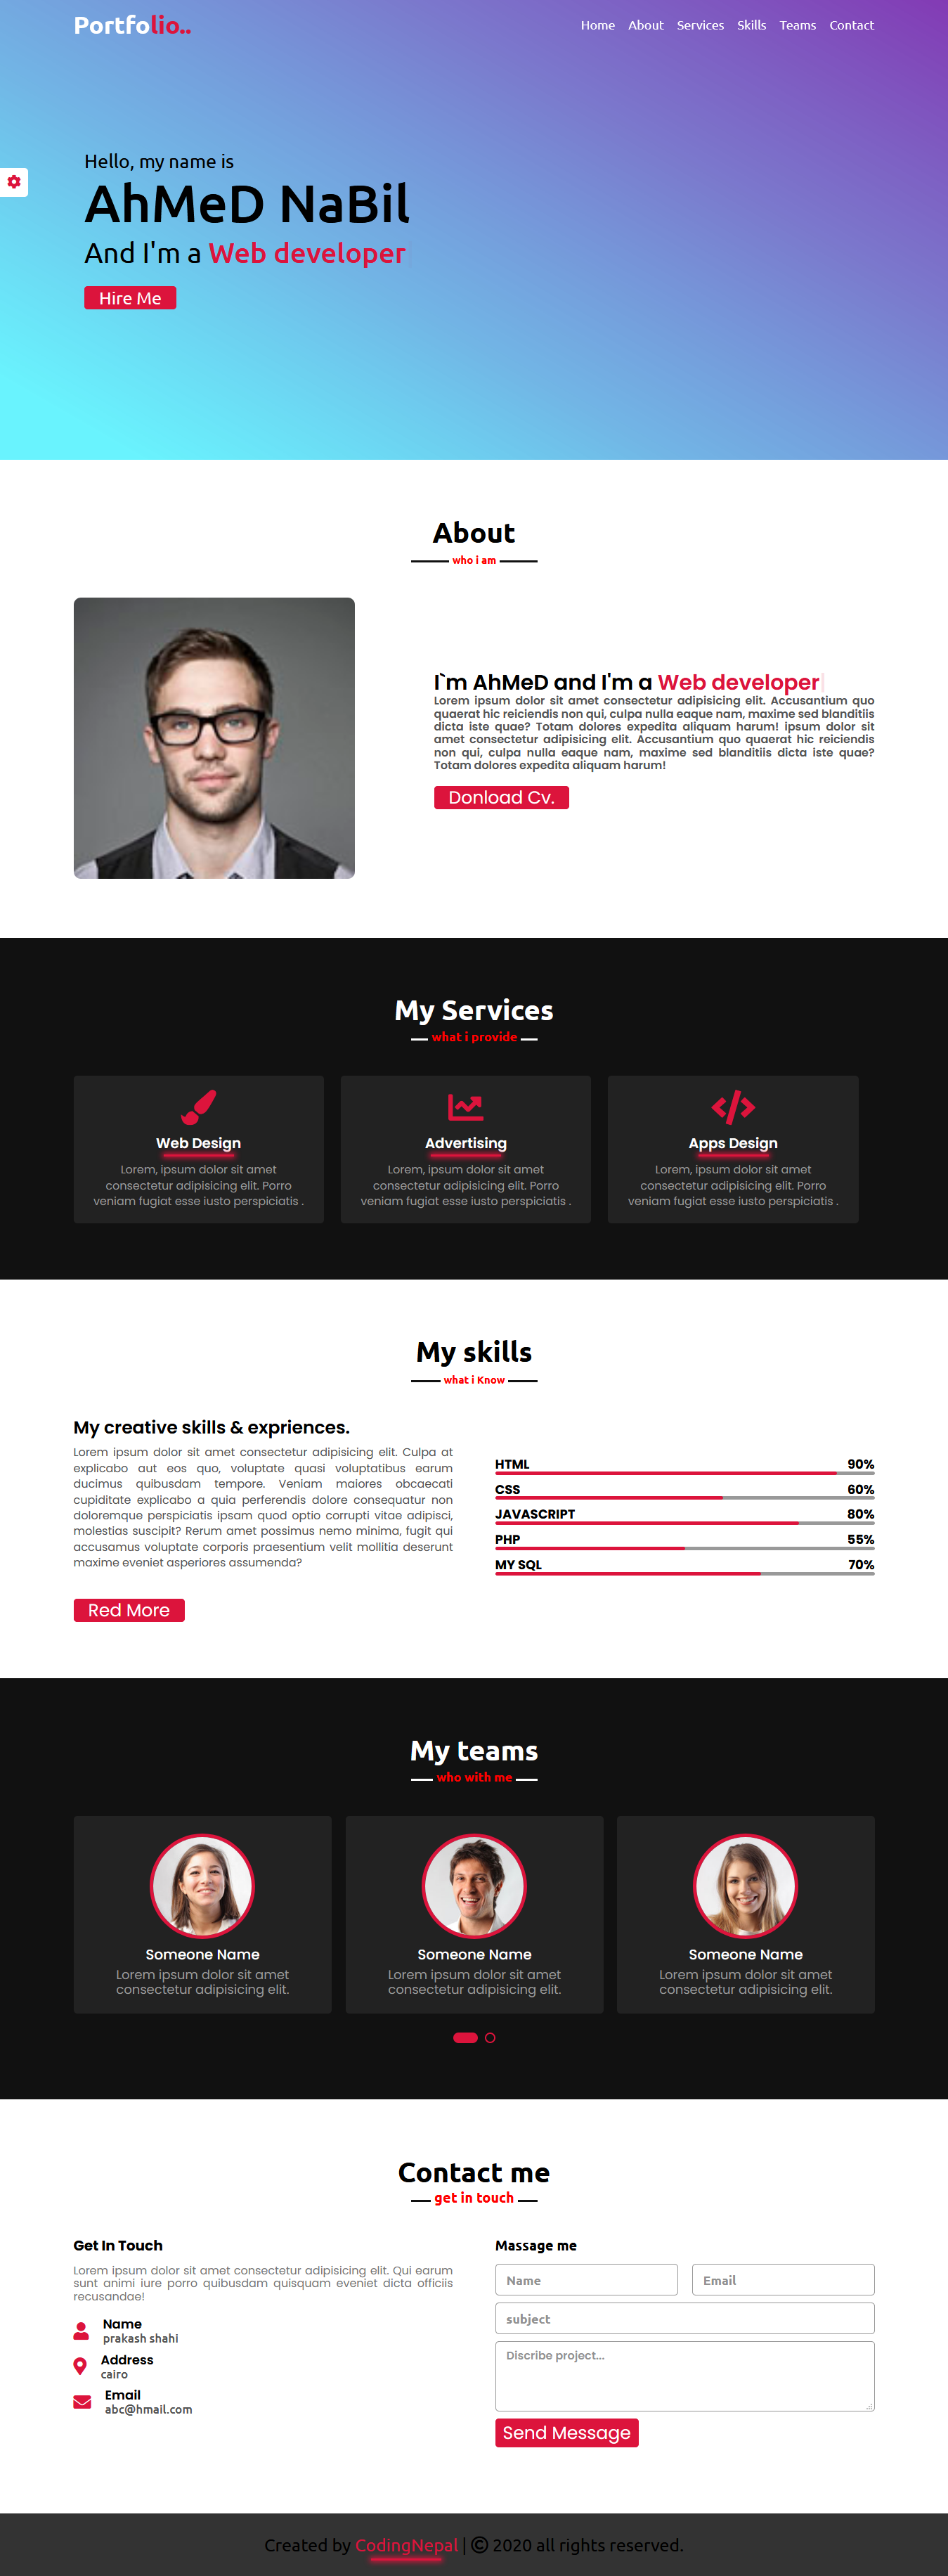 Portfolio..
Home About Services Skills Teams Contact
Hello, my name is
AhMeD NaBil
And I'm a Web developer
Hire Me
About
who i am
I`m AhMeD and I'm a Web developer
Lorem ipsum dolor sit amet consectetur adipisicing elit. Accusantium quo
quaerat hic reiciendis non qui, culpa nulla eaque nam, maxime sed blanditiis
dicta iste quae? Totam dolores expedita aliquam harum! ipsum dolor sit
amet consectetur adipisicing elit. Accusantium quo quaerat hic reiciendis
non qui, culpa nulla eaque nam, maxime sed blanditiis dicta iste quae?
Totam dolores expedita aliquam harum!
Donload Cv.
My Services
what i provide
Web Design
Lorem, ipsum dolor sit amet
consectetur adipisicing elit. Porro
veniam fugiat esse iusto perspiciatis .
Advertising
Lorem, ipsum dolor sit amet
consectetur adipisicing elit. Porro
veniam fugiat esse iusto perspiciatis .
Apps Design
Lorem, ipsum dolor sit amet
consectetur adipisicing elit. Porro
veniam fugiat esse iusto perspiciatis .
My skills
what i Know
My creative skills & expriences.
Lorem ipsum dolor sit amet consectetur adipisicing elit. Culpa at
explicabo aut eos quo, voluptate quasi voluptatibus earum
ducimus quibusdam tempore. Veniam maiores obcaecati
cupiditate explicabo a quia perferendis dolore consequatur non
doloremque perspiciatis ipsam quod optio corrupti vitae adipisci,
molestias suscipit? Rerum amet possimus nemo minima, fugit qui
accusamus voluptate corporis praesentium velit mollitia deserunt
maxime eveniet asperiores assumenda?
Red More
HTML 90%
CSS 60%
JAVASCRIPT 80%
PHP 55%
MY SQL 70%
My teams
who with me
Someone Name
Lorem ipsum dolor sit amet
consectetur adipisicing elit.
Someone Name
Lorem ipsum dolor sit amet
consectetur adipisicing elit.
Someone Name
Lorem ipsum dolor sit amet
consectetur adipisicing elit.
Contact me
get in touch
Get In Touch
Lorem ipsum dolor sit amet consectetur adipisicing elit. Qui earum
sunt animi iure porro quibusdam quisquam eveniet dicta officiis
recusandae!
Name
prakash shahi
Address
cairo
Email
abc@hmail.com
Massage me
Name
Email
subject
Discribe project...
Send Message
Created by CodingNepal | © 2020 all rights reserved.